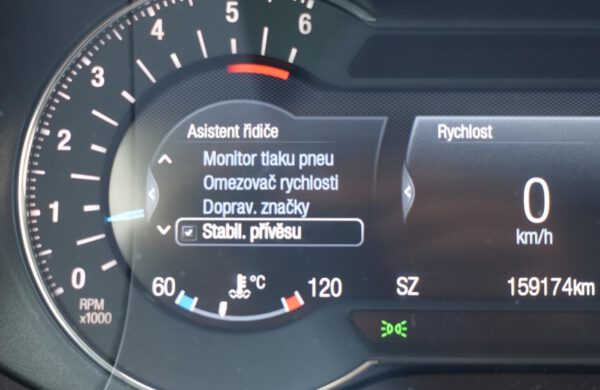 6
5
4
3
2
1
0
RPM
x1000
Asistent řidiče
Monitor tlaku pneu
Omezovač rychlosti
Doprav. značky
Stabil. přívěsu
60 °C 120
Rychlost
0
km/h
SZ 159174km